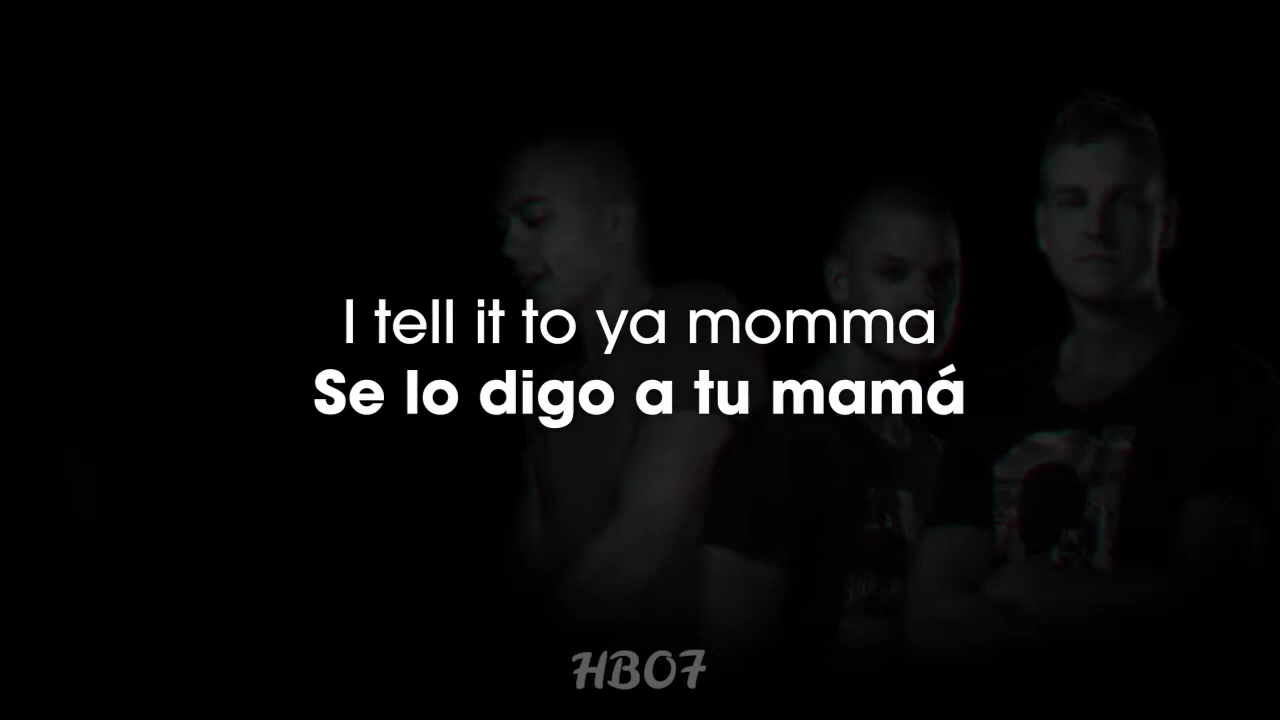 I tell it to ya momma
Se lo digo a tu mamá
HB07